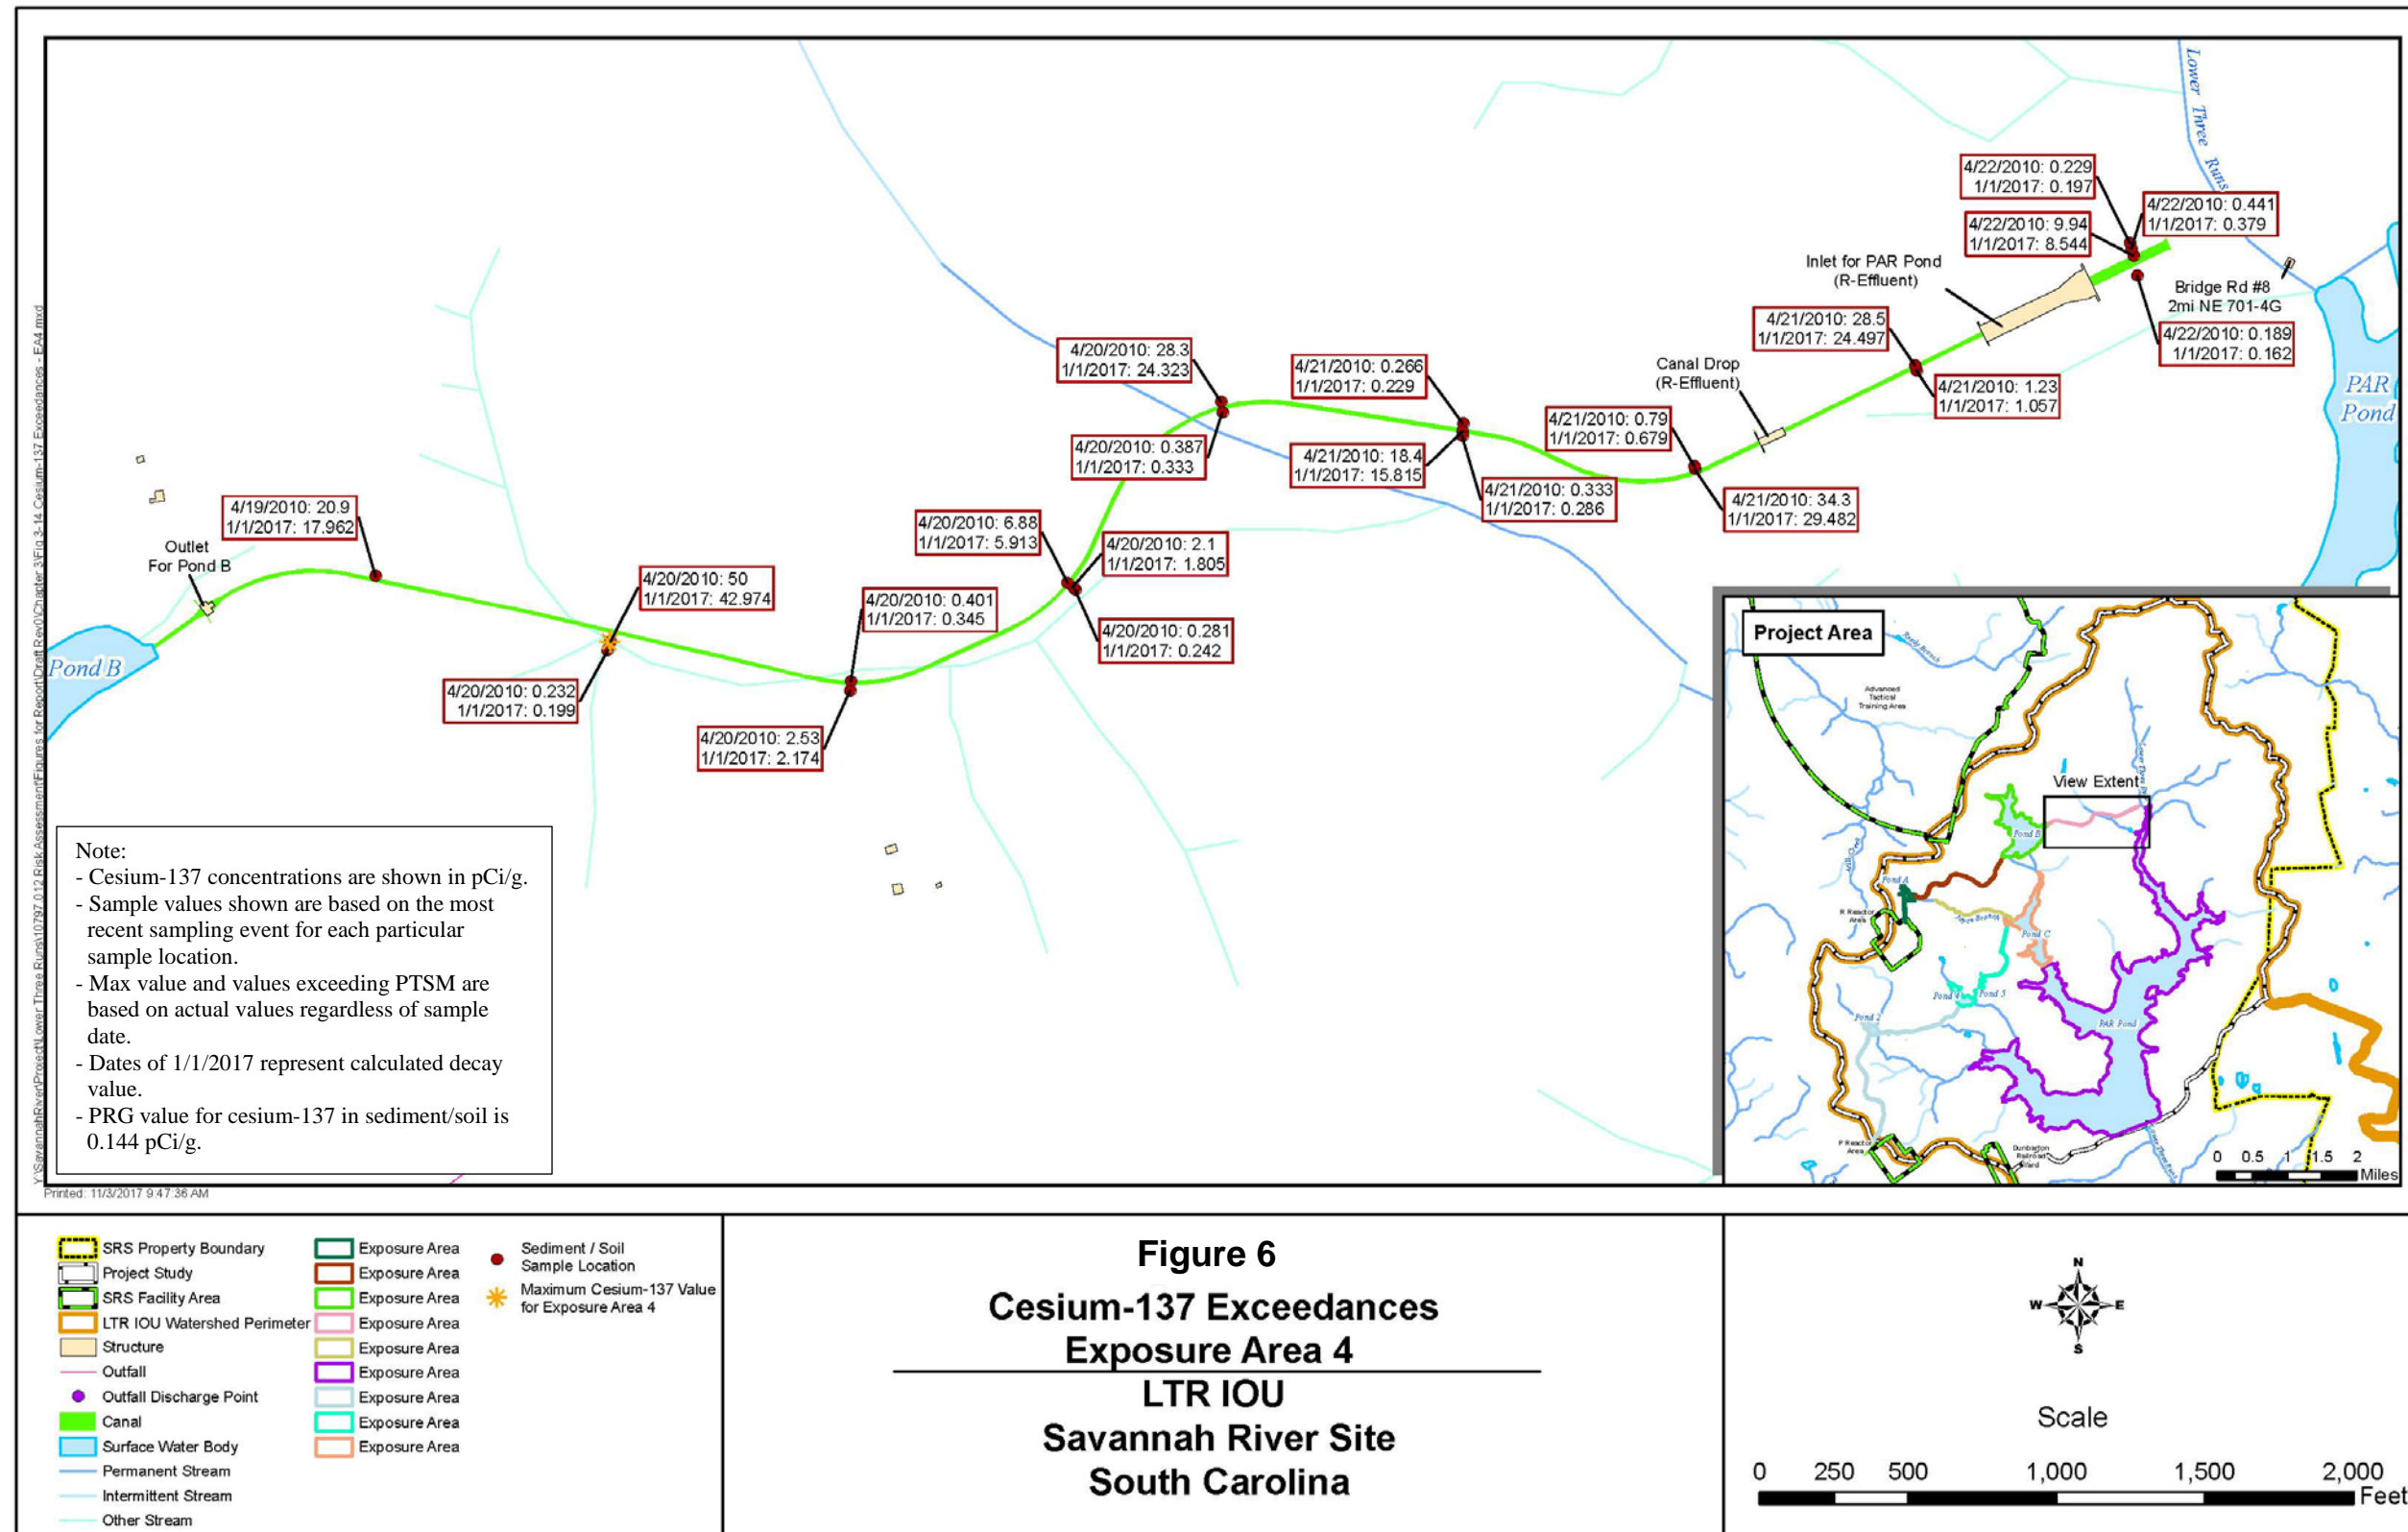 Lower Three Runs
4/22/2010: 0.229
1/1/2017: 0.197
4/22/2010: 0.441
1/1/2017: 0.379
4/22/2010: 9.94
1/1/2017: 8.544
Inlet for PAR Pond
(R-Effluent)
Bridge Rd #8
2mi NE 701-4G
4/22/2010: 0.189
1/1/2017: 0.162
4/21/2010: 28.5
1/1/2017: 24.497
4/21/2010: 1.23
1/1/2017: 1.057
PAR
Pond
Canal Drop
(R-Effluent)
4/20/2010: 28.3
1/1/2017: 24.323
4/21/2010: 0.266
1/1/2017: 0.229
4/20/2010: 0.387
1/1/2017: 0.333
4/21/2010: 18.4
1/1/2017: 15.815
4/21/2010: 0.79
1/1/2017: 0.679
4/21/2010: 0.333
1/1/2017: 0.286
4/21/2010: 34.3
1/1/2017: 29.482
4/19/2010: 20.9
1/1/2017: 17.962
Outlet
For Pond B
Pond B
4/20/2010: 6.88
1/1/2017: 5.913
4/20/2010: 2.1
1/1/2017: 1.805
4/20/2010: 50
1/1/2017: 42.974
4/20/2010: 0.401
1/1/2017: 0.345
4/20/2010: 0.281
1/1/2017: 0.242
4/20/2010: 0.232
1/1/2017: 0.199
4/20/2010: 2.53
1/1/2017: 2.174
Note:
- Cesium-137 concentrations are shown in pCi/g.
- Sample values shown are based on the most
recent sampling event for each particular
sample location.
- Max value and values exceeding PTSM are
based on actual values regardless of sample
date.
- Dates of 1/1/2017 represent calculated decay
value.
- PRG value for cesium-137 in sediment/soil is
0.144 pCi/g.
Printed: 11/3/2017 9:47:36 AM
Project Area
Advanced
Tactical
Training Area
View Extent
Pond B
Pond A
R Reactor
Area
Pond C
Pond 4
Pond 5
Pond 2
PAR Pond
P Reactor
Area
Dunbarton
Railroad
Yard
0 0.5 1 1.5 2
Miles
SRS Property Boundary
Project Study
SRS Facility Area
LTR IOU Watershed Perimeter
Structure
Outfall
Outfall Discharge Point
Canal
Surface Water Body
Permanent Stream
Intermittent Stream
Other Stream
Exposure Area
Exposure Area
Exposure Area
Exposure Area
Exposure Area
Exposure Area
Exposure Area
Exposure Area
Exposure Area
Sediment / Soil
Sample Location
Maximum Cesium-137 Value
for Exposure Area 4
Figure 6
Cesium-137 Exceedances
Exposure Area 4
LTR IOU
Savannah River Site
South Carolina
N
W E
S
Scale
0 250 500 1,000 1,500 2,000
Feet